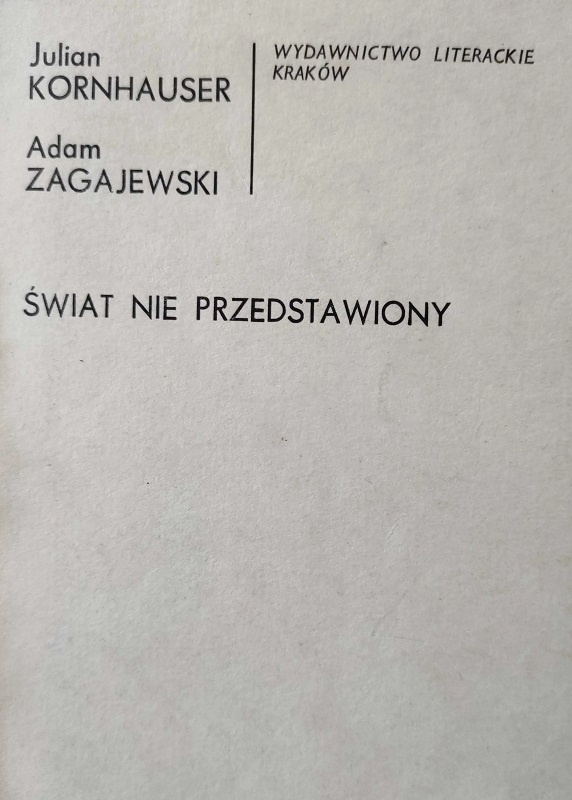 Julian
KORNHAUSER
Adam
ZAGAJEWSKI
WYDAWNICTWO LITERACKIE
KRAKÓW
ŚWIAT NIE PRZEDSTAWIONY